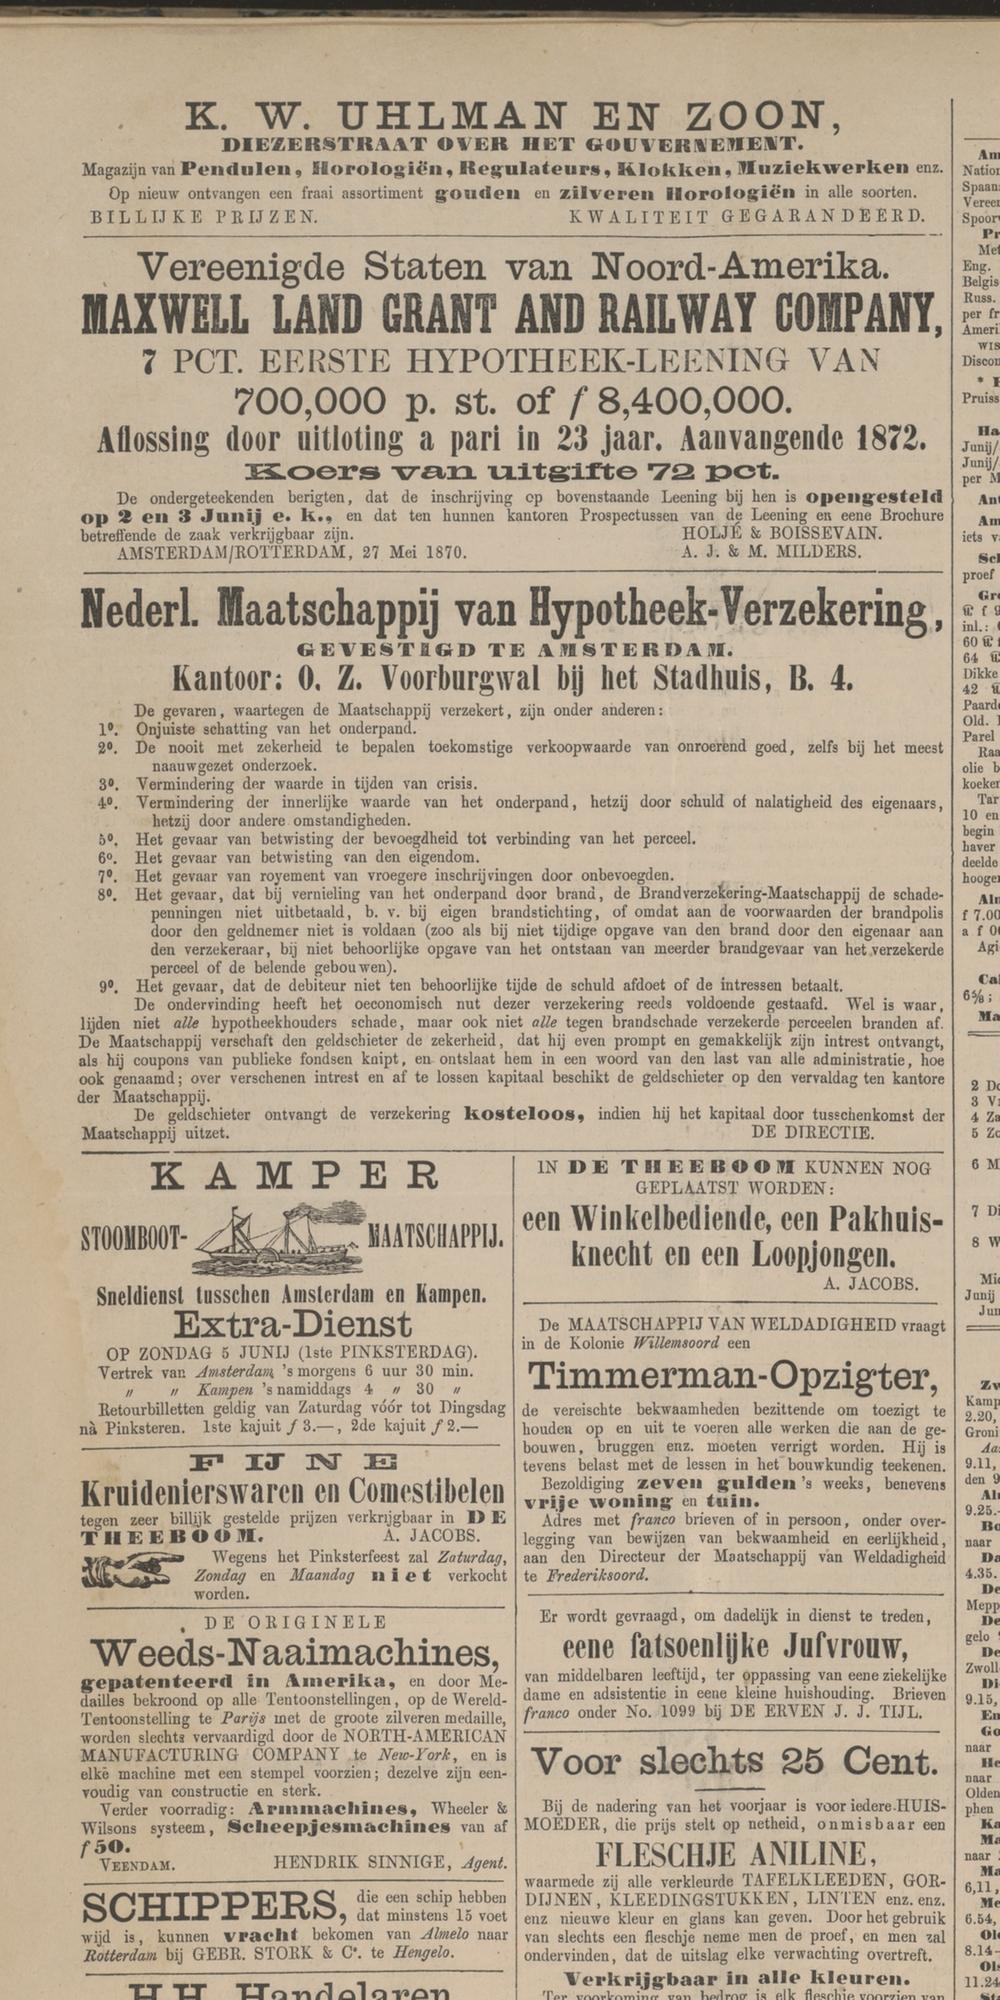 K. W. UHLMAN EN ZOON,
DIEZERSTRAAT OVER HET GOUVERNEMENT.
Magazijn van Pendulen, Horologiën, Regulateurs, Klokken, Muziekwerken enz.
Op nieuw ontvangen een fraai assortiment gouden en zilveren Horologiën in alle soorten.
BILLIJKE PRIJZEN. KWALITEIT GEGARANDEERD.
Vereenigde Staten van Noord-Amerika.
MAXWELL LAND GRANT AND RAILWAY COMPANY,
7 PCT. EERSTE HYPOTHEEK-LEENING VAN
700,000 p. st. of f 8,400,000.
Aflossing door uitloting a pari in 23 jaar. Aanvangende 1872.
Koers van uitgifte 72 pct.
De ondergeteekenden berigten, dat de inschrijving op bovenstaande Leening bij hen is opengesteld
op 2 en 3 Junij e. k., en dat ten hunnen kantoren Prospectussen van de Leening en eene Brochure
betreffende de zaak verkrijgbaar zijn. HOLJÉ & BOISSEVAIN.
AMSTERDAM/ROTTERDAM, 27 Mei 1870. A. J. & M. MILDERS.
Nederl. Maatschappij van Hypotheek-Verzekering,
GEVESTIGD TE AMSTERDAM.
Kantoor: O. Z. Voorburgwal bij het Stadhuis, B. 4.
De gevaren, waartegen de Maatschappij verzekert, zijn onder anderen:
1º. Onjuiste schatting van het onderpand.
2º. De nooit met zekerheid te bepalen toekomstige verkoopwaarde van onroerend goed, zelfs bij het meest
naauwgezet onderzoek.
3º. Vermindering der waarde in tijden van crisis.
4º. Vermindering der innerlijke waarde van het onderpand, hetzij door schuld of nalatigheid des eigenaars,
hetzij door andere omstandigheden.
5º. Het gevaar van betwisting der bevoegdheid tot verbinding van het perceel.
6º. Het gevaar van betwisting van den eigendom.
7º. Het gevaar van royement van vroegere inschrijvingen door onbevoegden.
8º. Het gevaar, dat bij vernieling van het onderpand door brand, de Brandverzekering-Maatschappij de schade-
penningen niet uitbetaald, b. v. bij eigen brandstichting, of omdat aan de voorwaarden der brandpolis
door den geldnemer niet is voldaan (zoo als bij niet tijdige opgave van den brand door den eigenaar aan
den verzekeraar, bij niet behoorlijke opgave van het ontstaan van meerder brandgevaar van het verzekerde
perceel of de belende gebouwen).
9º. Het gevaar, dat de debiteur niet ten behoorlijke tijde de schuld afdoet of de intressen betaalt.
De ondervinding heeft het oeconomisch nut dezer verzekering reeds voldoende gestaafd. Wel is waar,
lijden niet alle hypotheekhouders schade, maar ook niet alle tegen brandschade verzekerde perceelen branden af.
De Maatschappij verschaft den geldschieter de zekerheid, dat hij even prompt en gemakkelijk zijn intrest ontvangt,
als hij coupons van publieke fondsen knipt, en ontslaat hem in een woord van den last van alle administratie, hoe
ook genaamd; over verschenen intrest en af te lossen kapitaal beschikt de geldschieter op den vervaldag ten kantore
der Maatschappij.
De geldschieter ontvangt de verzekering kosteloos, indien hij het kapitaal door tusschenkomst der
Maatschappij uitzet. DE DIRECTIE.
KAMPER
STOOMBOOT- MAATSCHAPPIJ.
Sneldienst tusschen Amsterdam en Kampen.
Extra-Dienst
OP ZONDAG 5 JUNIJ (1ste PINKSTERDAG).
Vertrek van Amsterdam 's morgens 6 uur 30 min.
" " Kampen 's namiddags 4 " 30 "
Retourbilletten geldig van Zaturdag vóór tot Dingsdag
nà Pinksteren. 1ste kajuit f 3.—, 2de kajuit f 2.—
FIJNE
Kruidenierswaren en Comestibelen
tegen zeer billijk gestelde prijzen verkrijgbaar in DE
THEEBOOM. A. JACOBS.
Wegens het Pinksterfeest zal Zaturdag,
Zondag en Maandag niet verkocht
worden.
DE ORIGINELE
Weeds-Naaimachines,
gepatenteerd in Amerika, en door Me-
dailles bekroond op alle Tentoonstellingen, op de Wereld-
Tentoonstelling te Parijs met de groote zilveren medaille,
worden slechts vervaardigd door de NORTH-AMERICAN
MANUFACTURING COMPANY te New-York, en is
elke machine met een stempel voorzien; dezelve zijn een-
voudig van constructie en sterk.
Verder voorradig: Armmachines, Wheeler &
Wilsons systeem, Scheepjesmachines van af
f 50.
VEENDAM. HENDRIK SINNIGE, Agent.
SCHIPPERS, die een schip hebben
dat minstens 15 voet
wijd is, kunnen vracht bekomen van Almelo naar
Rotterdam bij GEBR. STORK & Cº. te Hengelo.
H.H. Handelaren
IN DE THEEBOOM KUNNEN NOG
GEPLAATST WORDEN:
een Winkelbediende, een Pakhuis-
knecht en een Loopjongen.
A. JACOBS.
De MAATSCHAPPIJ VAN WELDADIGHEID vraagt
in de Kolonie Willemsoord een
Timmerman-Opzigter,
de vereischte bekwaamheden bezittende om toezigt te
houden op en uit te voeren alle werken die aan de ge-
bouwen, bruggen enz. moeten verrigt worden. Hij is
tevens belast met de lessen in het bouwkundig teekenen.
Bezoldiging zeven gulden 's weeks, benevens
vrije woning en tuin.
Adres met franco brieven of in persoon, onder over-
legging van bewijzen van bekwaamheid en eerlijkheid,
aan den Directeur der Maatschappij van Weldadigheid
te Frederiksoord.
Er wordt gevraagd, om dadelijk in dienst te treden,
eene fatsoenlijke Jufvrouw,
van middelbaren leeftijd, ter oppassing van eene ziekelijke
dame en adsistentie in eene kleine huishouding. Brieven
franco onder No. 1099 bij DE ERVEN J. J. TIJL.
Voor slechts 25 Cent.
Bij de nadering van het voorjaar is voor iedere HUIS-
MOEDER, die prijs stelt op netheid, onmisbaar een
FLESCHJE ANILINE,
waarmede zij alle verkleurde TAFELKLEEDEN, GOR-
DIJNEN, KLEEDINGSTUKKEN, LINTEN enz. enz.
enz nieuwe kleur en glans kan geven. Door het gebruik
van slechts een fleschje neme men de proef, en men zal
ondervinden, dat de uitslag elke verwachting overtreft.
Verkrijgbaar in alle kleuren.
Ter voorkoming van bedrog is elk fleschje voorzien van